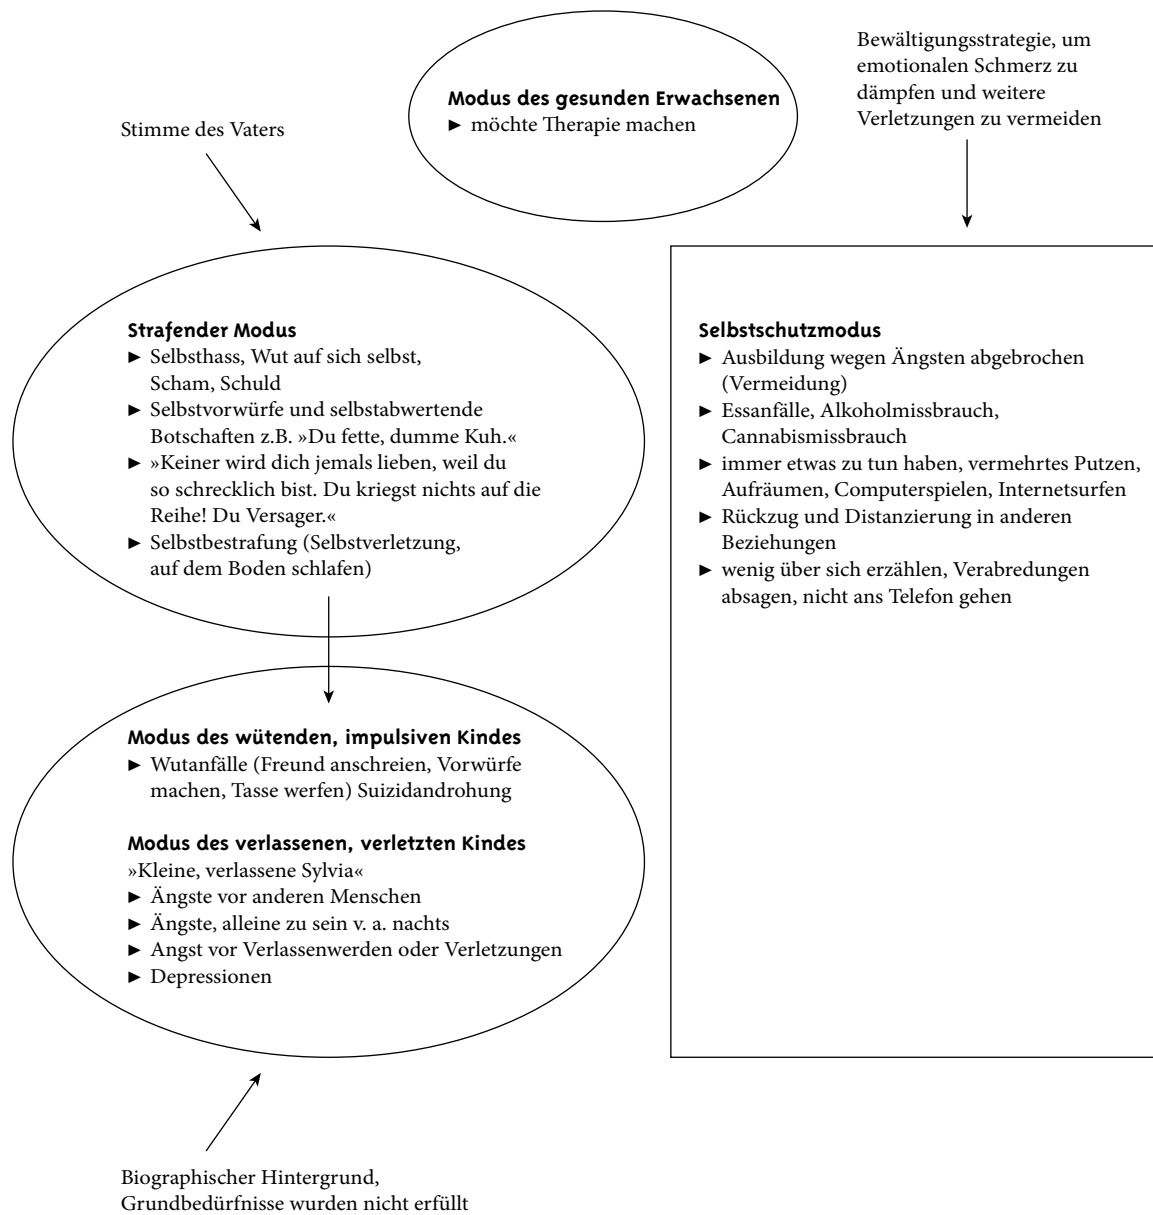 Modus des gesunden Erwachsenen
► möchte Therapie machen
Bewältigungsstrategie, um
emotionalen Schmerz zu
dämpfen und weitere
Verletzungen zu vermeiden
Stimme des Vaters
Strafender Modus
► Selbsthass, Wut auf sich selbst,
Scham, Schuld
► Selbstvorwürfe und selbstabwertende
Botschaften z.B. »Du fette, dumme Kuh.«
► »Keiner wird dich jemals lieben, weil du
so schrecklich bist. Du kriegst nichts auf die
Reihe! Du Versager.«
► Selbstbestrafung (Selbstverletzung,
auf dem Boden schlafen)
Selbstschutzmodus
► Ausbildung wegen Ängsten abgebrochen
(Vermeidung)
► Essanfälle, Alkoholmissbrauch,
Cannabismissbrauch
► immer etwas zu tun haben, vermehrtes Putzen,
Aufräumen, Computerspielen, Internetsurfen
► Rückzug und Distanzierung in anderen
Beziehungen
► wenig über sich erzählen, Verabredungen
absagen, nicht ans Telefon gehen
Modus des wütenden, impulsiven Kindes
► Wutanfälle (Freund anschreien, Vorwürfe
machen, Tasse werfen) Suizidandrohung
Modus des verlassenen, verletzten Kindes
»Kleine, verlassene Sylvia«
► Ängste vor anderen Menschen
► Ängste, alleine zu sein v. a. nachts
► Angst vor Verlassenwerden oder Verletzungen
► Depressionen
Biographischer Hintergrund,
Grundbedürfnisse wurden nicht erfüllt